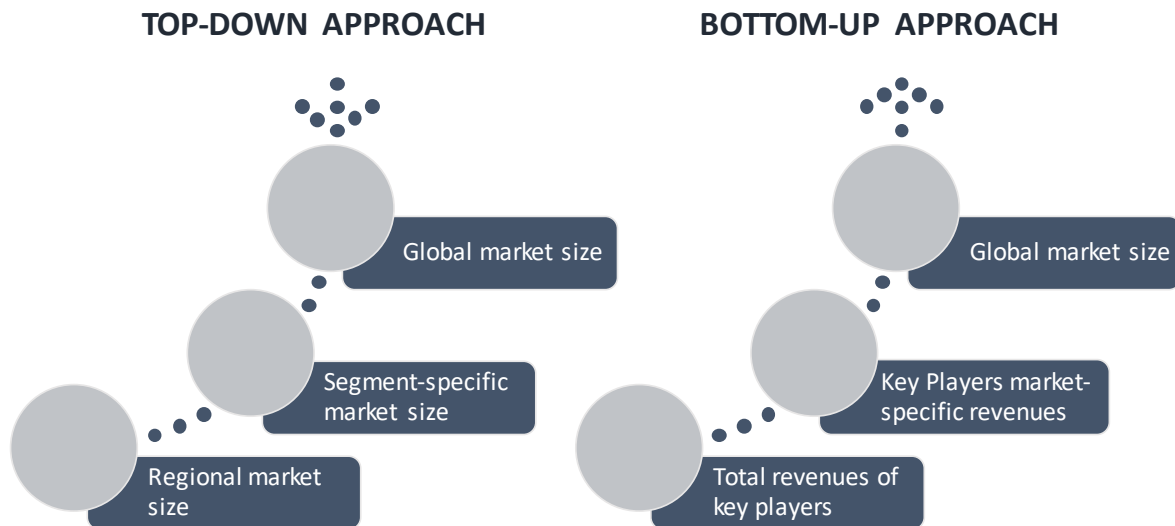 TOP-DOWN APPROACH
BOTTOM-UP APPROACH
Global market size
Segment-specific
market size
Regional market
size
Global market size
Key Players market-
specific revenues
Total revenues of
key players